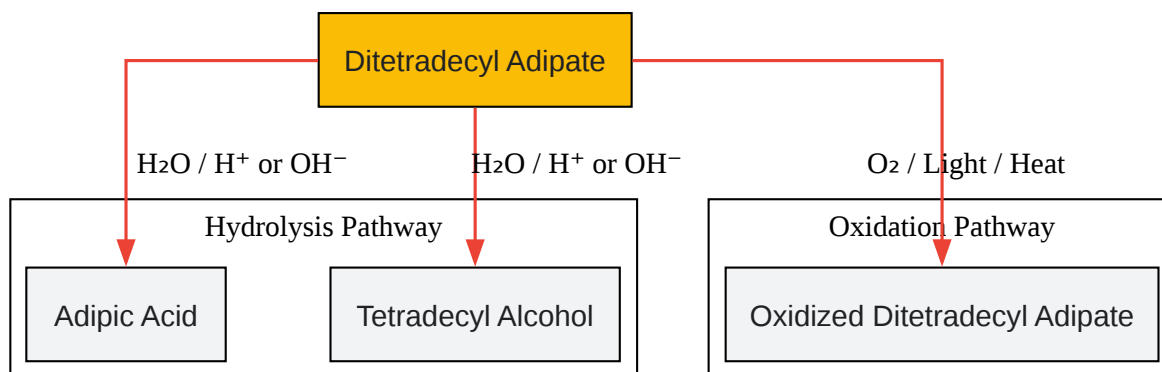 Ditetradecyl Adipate
H₂O / H⁺ or OH⁻
H₂O / H⁺ or OH⁻
O₂ / Light / Heat
Hydrolysis Pathway
Oxidation Pathway
Adipic Acid
Tetradecyl Alcohol
Oxidized Ditetradecyl Adipate